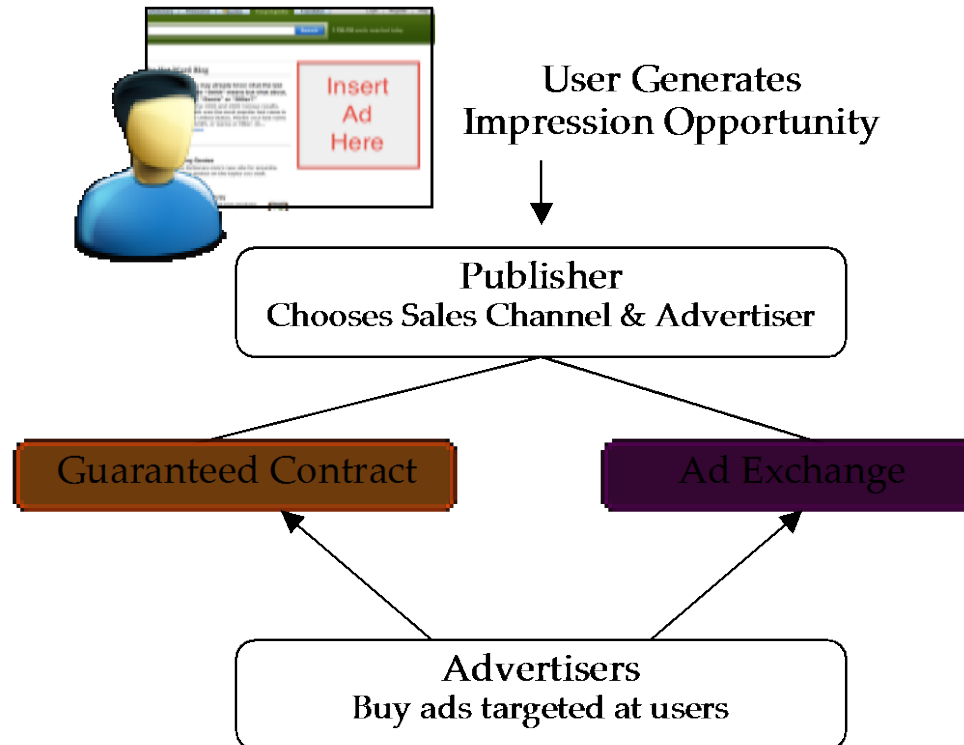 Search
Insert
Ad
Here
User Generates
Impression Opportunity
Publisher
Chooses Sales Channel & Advertiser
Guaranteed Contract
Ad Exchange
Advertisers
Buy ads targeted at users